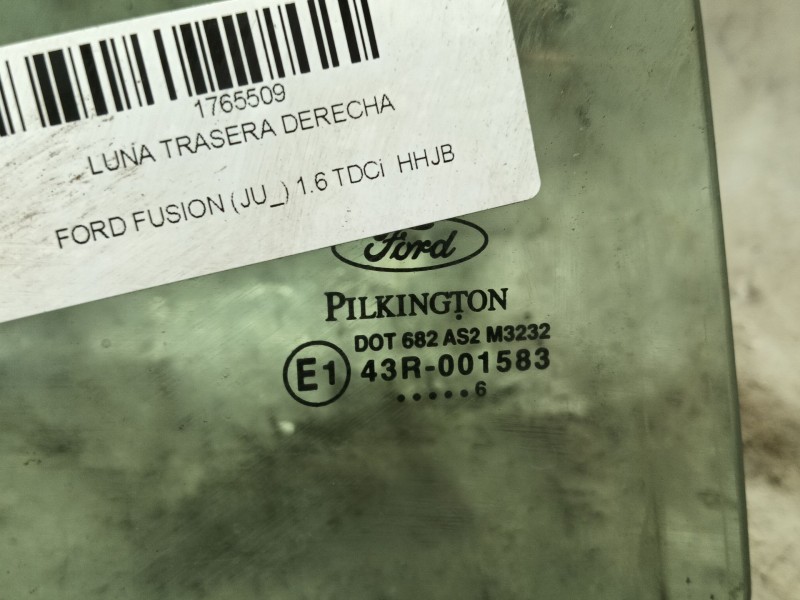 1765509
LUNA TRASERA DERECHA
FORD FUSION (JU_) 1.6 TDCi HHJB
Ford
PILKINGTON
DOT 682 AS2 M3232
E1 43R-001583
.....6